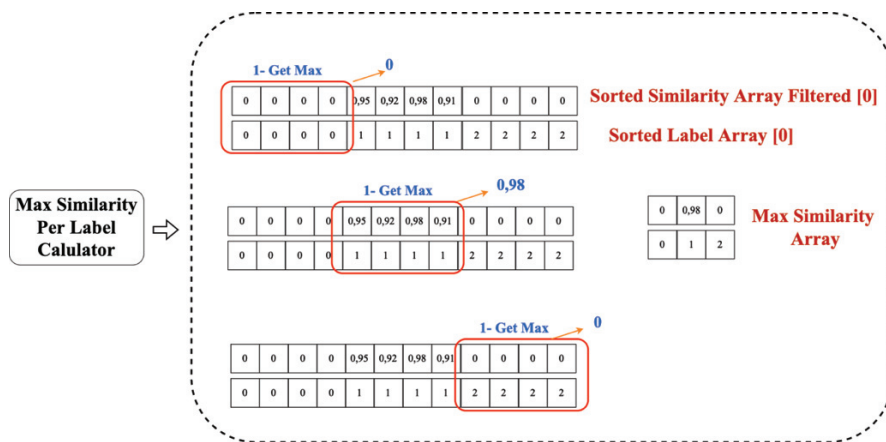 Max Similarity
Per Label
Calulator
1- Get Max
0
0 0 0 0 0,95 0,92 0,98 0,91 0 0 0 0
Sorted Similarity Array Filtered [0]
0 0 0 0 1 1 1 1 2 2 2 2
Sorted Label Array [0]
1- Get Max
0,98
0 0 0 0 0,95 0,92 0,98 0,91 0 0 0 0
0 0 0 0 1 1 1 1 2 2 2 2
0 0,98 0
0 1 2
Max Similarity
Array
1- Get Max
0
0 0 0 0 0,95 0,92 0,98 0,91 0 0 0 0
0 0 0 0 1 1 1 1 2 2 2 2